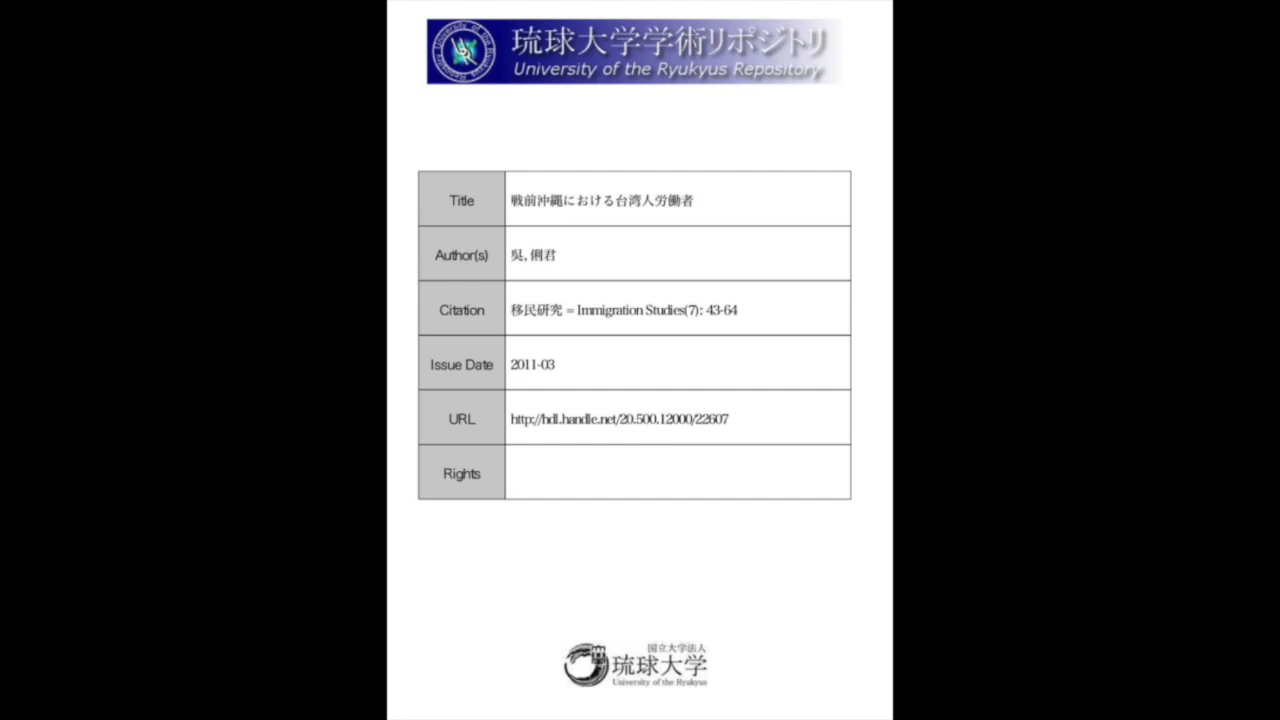 琉球大学学術リポジトリ
University of the Ryukyus Repository
Title 戦前沖縄における台湾人労働者
Author(s) 呉, 俐君
Citation 移民研究 = Immigration Studies(7): 43-64
Issue Date 2011-03
URL http://hdl.handle.net/20.500.12000/22607
Rights
国立大学法人
琉球大学
University of the Ryukyus